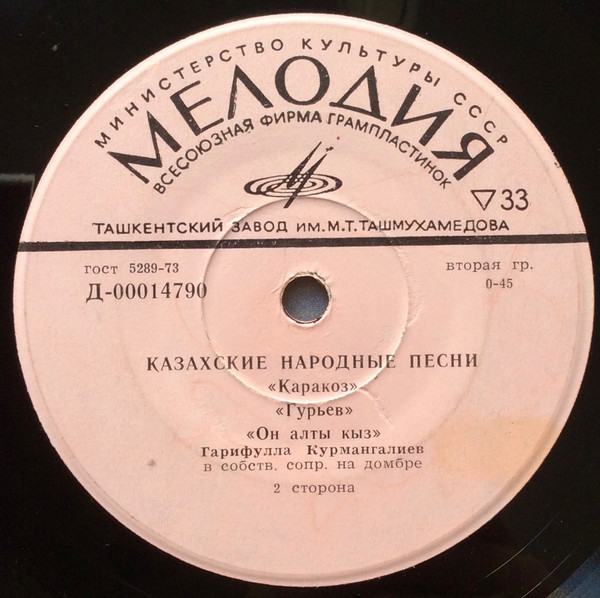 МИНИСТЕРСТВО КУЛЬТУРЫ СССР
МЕЛОДИЯ
ВСЕСОЮЗНАЯ ФИРМА ГРАМПЛАСТИНОК
33
ТАШКЕНТСКИЙ ЗАВОД ИМ. М.Т.ТАШМУХАМЕДОВА
гост 5289-73
вторая гр.
Д-00014790
0-45
КАЗАХСКИЕ НАРОДНЫЕ ПЕСНИ
«Каракоз»
«Гурьев»
«Он алты кыз»
Гарифулла Курмангалиев
в собств. сопр. на домбре
2 сторона